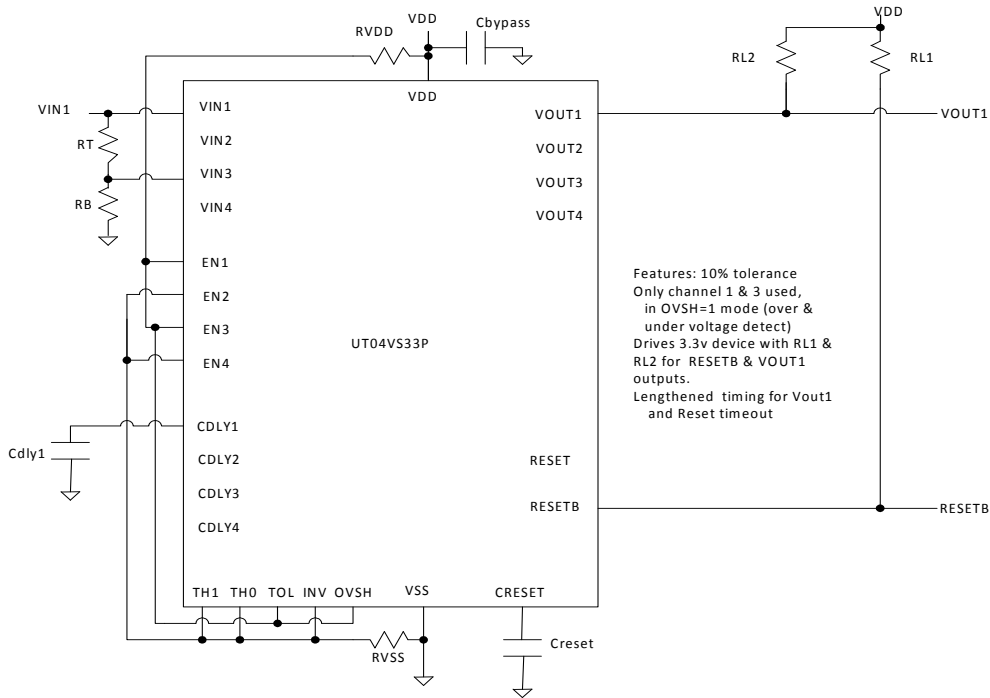 VDD
Cbypass
RVDD
VDD
RL2
RL1
VDD
VIN1
VIN1
VOUT1
VOUT1
RT
VIN2
VOUT2
VIN3
VOUT3
RB
VIN4
VOUT4
EN1
EN2
EN3
EN4
UT04VS33P
Features: 10% tolerance
Only channel 1 & 3 used,
in OVSH=1 mode (over &
under voltage detect)
Drives 3.3v device with RL1 &
RL2 for RESETB & VOUT1
outputs.
Lengthened timing for Vout1
and Reset timeout
CDLY1
Cdly1
CDLY2
RESET
CDLY3
RESETB
RESETB
CDLY4
TH1 TH0 TOL INV OVSH
VSS
CRESET
RVSS
Creset